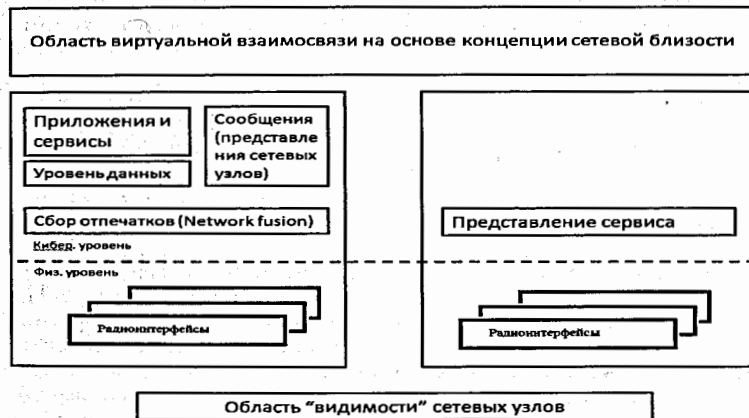 Область виртуальной взаимосвязи на основе концепции сетевой близости
Приложения и
сервисы
Уровень данных
Сообщения
(представле
ния сетевых
узлов)
Сбор отпечатков (Network fusion)
Кибер. уровень
Физ. уровень
Радиоинтерфейсы
Представление сервиса
Радиоинтерфейсы
Область “видимости” сетевых узлов